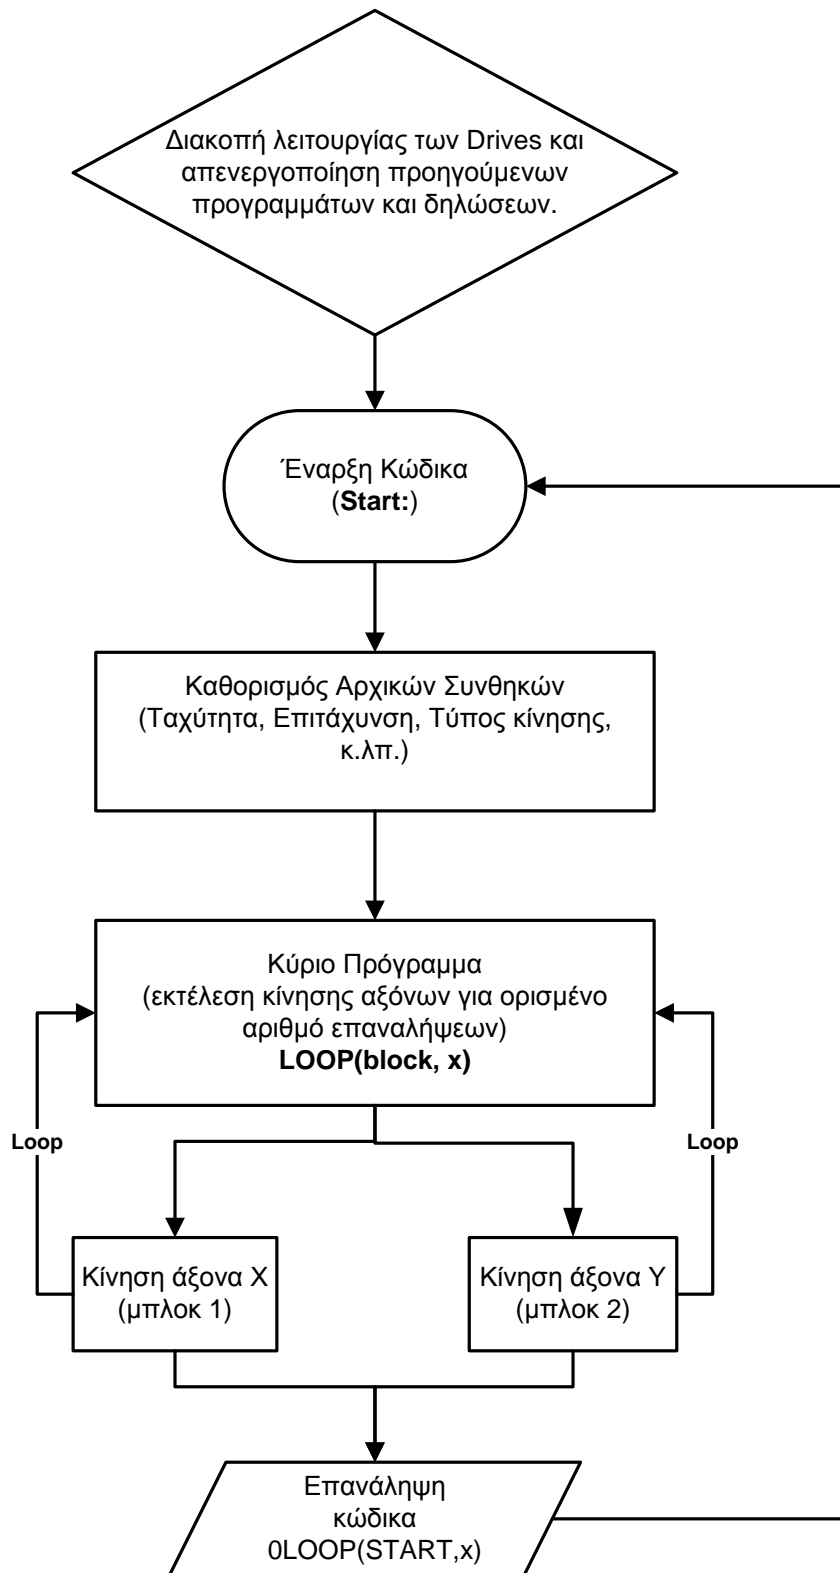 Διακοπή λειτουργίας των Drives και
απενεργοποίηση προηγούμενων
προγραμμάτων και δηλώσεων.
Έναρξη Κώδικα
(Start:)
Καθορισμός Αρχικών Συνθηκών
(Ταχύτητα, Επιτάχυνση, Τύπος κίνησης,
κ.λπ.)
Κύριο Πρόγραμμα
(εκτέλεση κίνησης αξόνων για ορισμένο
αριθμό επαναλήψεων)
LOOP(block, x)
Loop
Loop
Κίνηση άξονα Χ
(μπλοκ 1)
Κίνηση άξονα Υ
(μπλοκ 2)
Επανάληψη
κώδικα
0LOOP(START,x)